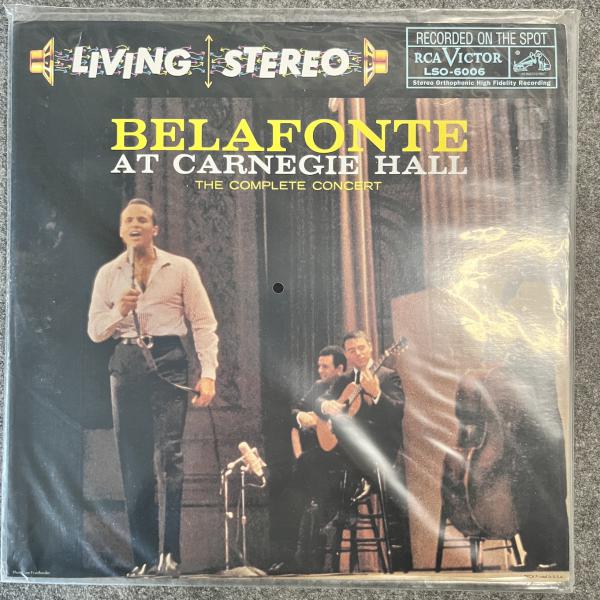 LIVING STEREO
RECORDED ON THE SPOT
RCA VICTOR
LSO-6006
Stereo Orthophonic High Fidelity Recording
BELAFONTE
AT CARNEGIE HALL
THE COMPLETE CONCERT